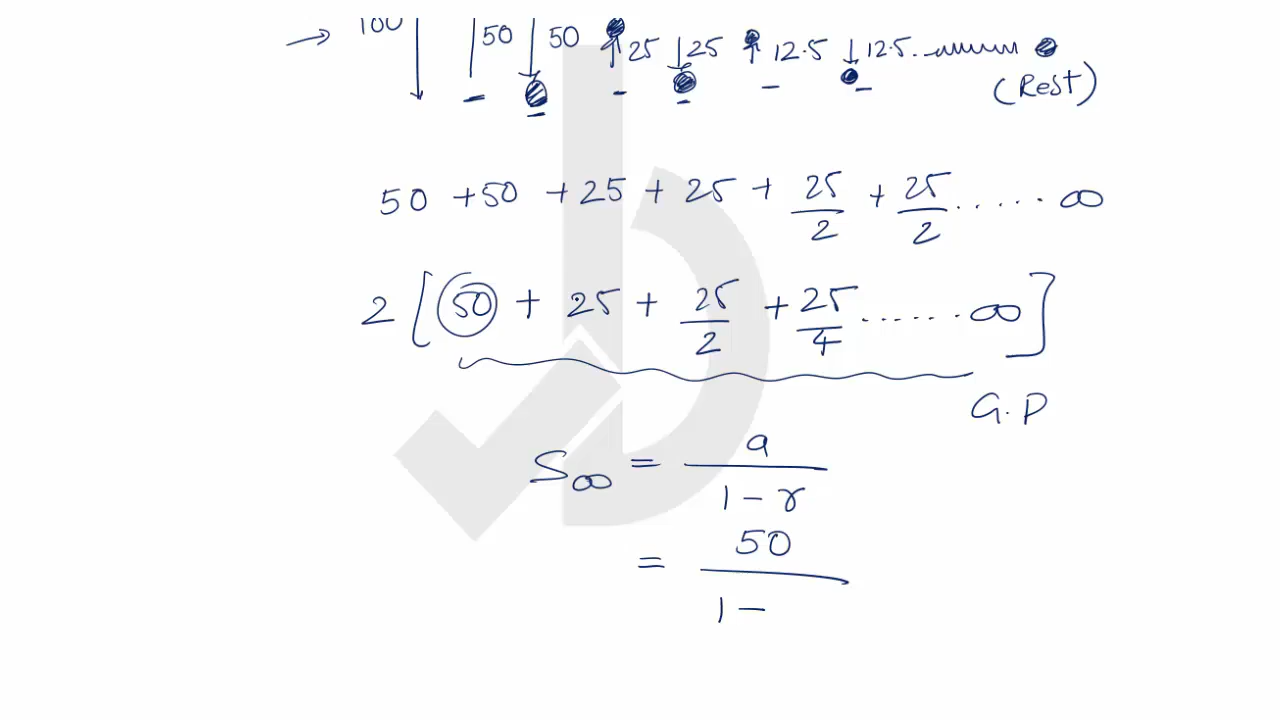 → 100 50 50 25 25 12.5 12.5.
(Rest)
50 + 50 + 25 + 25 + 25/2 + 25/2 ..... ∞
2 [ 50 + 25 + 25/2 + 25/4 ...... ∞ ]
G.P
S∞ = a / 1 - r
= 50 / 1 -